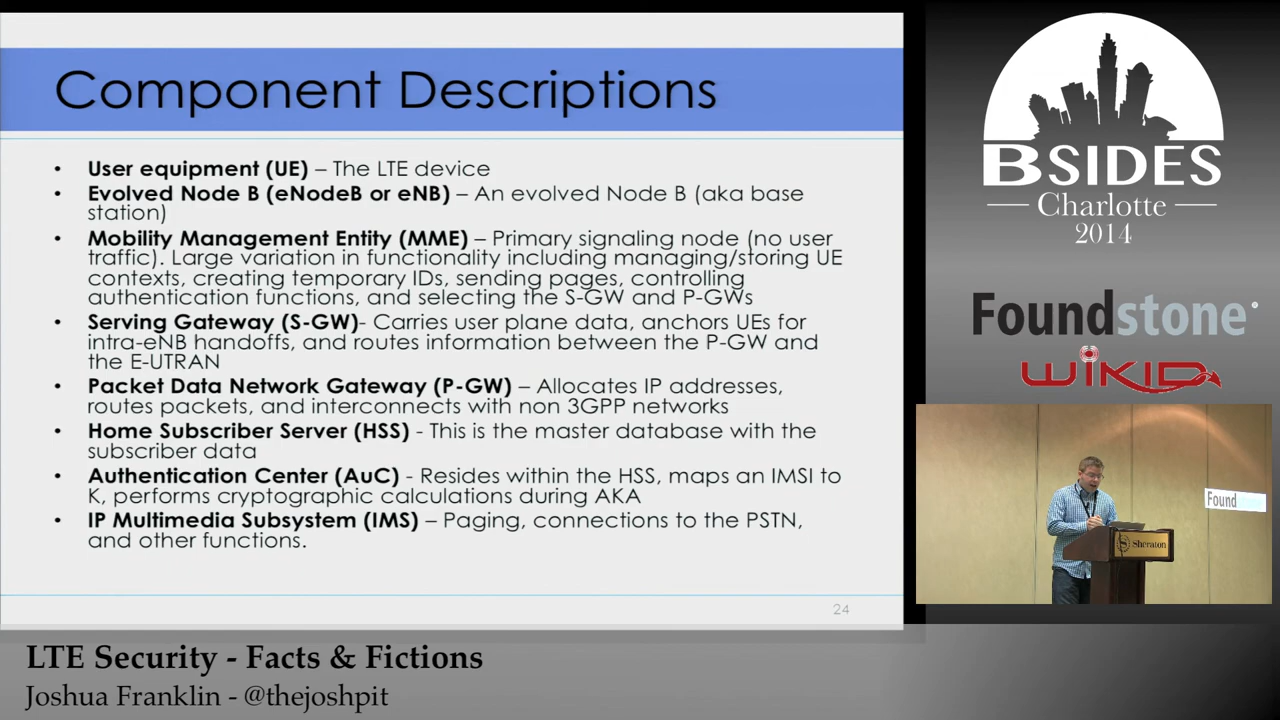 Component Descriptions
• User equipment (UE) – The LTE device
• Evolved Node B (eNodeB or eNB) – An evolved Node B (aka base
station)
• Mobility Management Entity (MME) – Primary signaling node (no user
traffic). Large variation in functionality including managing/storing UE
contexts, creating temporary IDs, sending pages, controlling
authentication functions, and selecting the S-GW and P-GWs
• Serving Gateway (S-GW)- Carries user plane data, anchors UEs for
intra-eNB handoffs, and routes information between the P-GW and
the E-UTRAN
• Packet Data Network Gateway (P-GW) – Allocates IP addresses,
routes packets, and interconnects with non 3GPP networks
• Home Subscriber Server (HSS) - This is the master database with the
subscriber data
• Authentication Center (AuC) - Resides within the HSS, maps an IMSI to
K, performs cryptographic calculations during AKA
• IP Multimedia Subsystem (IMS) – Paging, connections to the PSTN,
and other functions.
24
BSIDES
Charlotte
2014
Foundstone
WIKID
Found
Sheraton
LTE Security - Facts & Fictions
Joshua Franklin - @thejoshpit